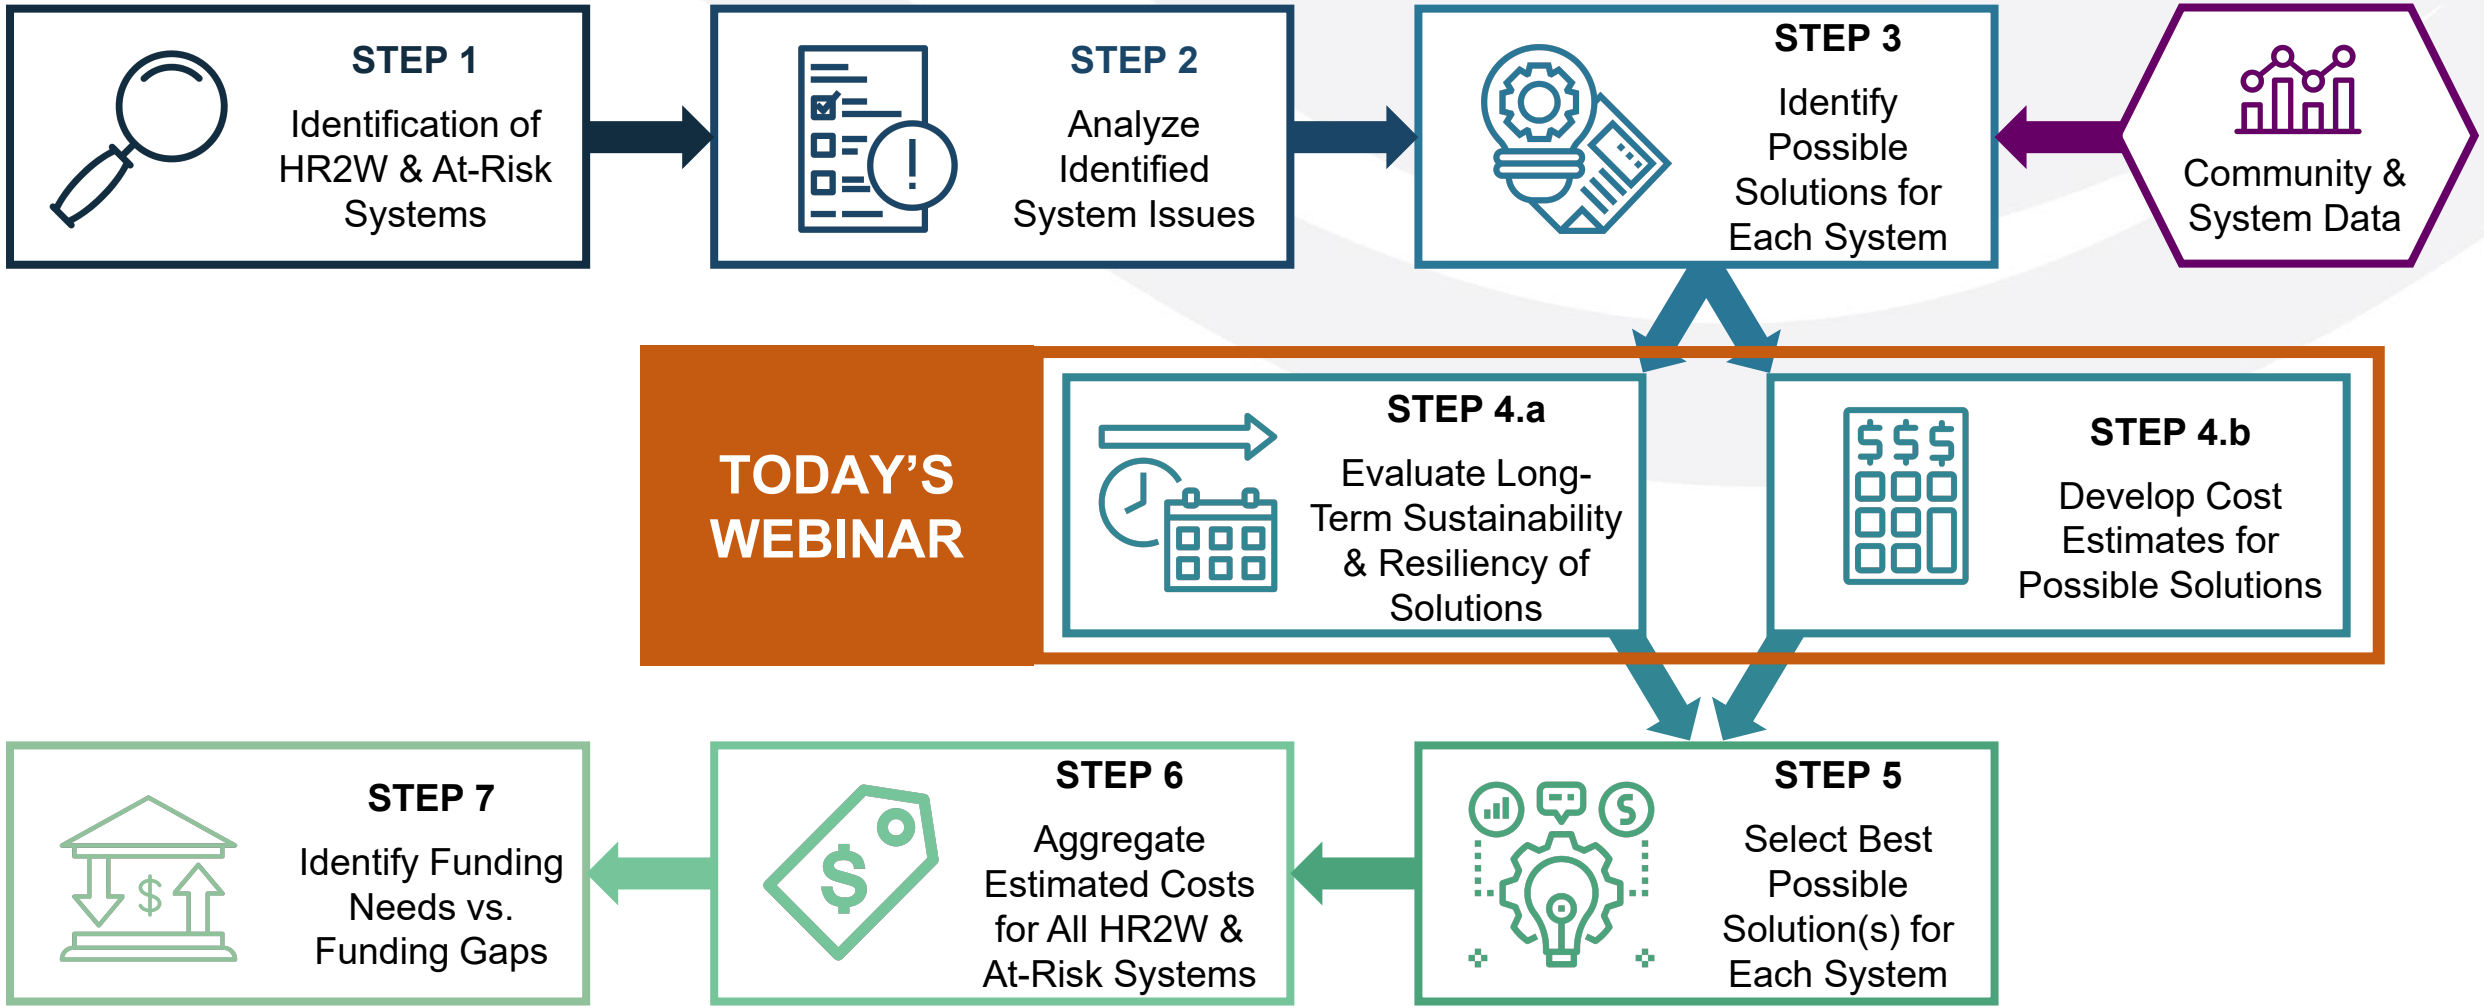 STEP 1
Identification of
HR2W & At-Risk
Systems
STEP 2
Analyze
Identified
System Issues
STEP 3
Identify
Possible
Solutions for
Each System
Community &
System Data
TODAY'S
WEBINAR
STEP 4.a
Evaluate Long-
Term Sustainability
& Resiliency of
Solutions
STEP 4.b
$$$
Develop Cost
Estimates for
Possible Solutions
STEP 7
$
Identify Funding
Needs vs.
Funding Gaps
STEP 6
$
Aggregate
Estimated Costs
for All HR2W &
At-Risk Systems
STEP 5
$
Select Best
Possible
Solution(s) for
Each System